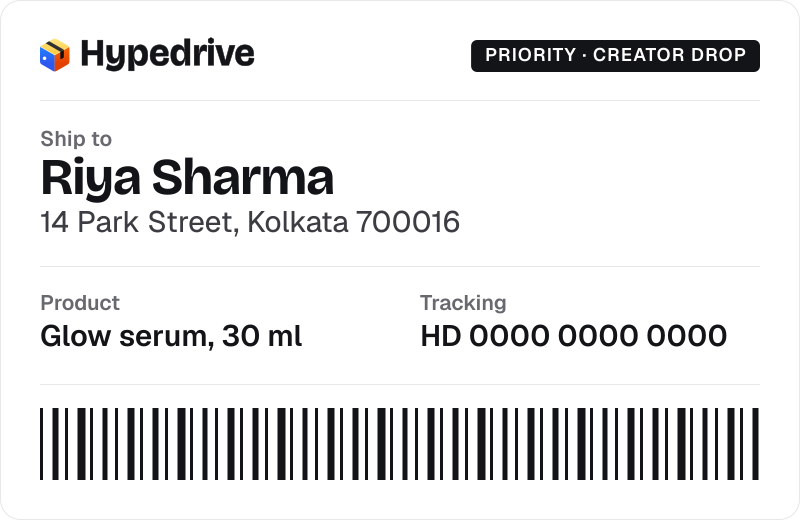 Hypedrive
PRIORITY · CREATOR DROP
Ship to
Riya Sharma
14 Park Street, Kolkata 700016
Product
Tracking
Glow serum, 30 ml
HD 0000 0000 0000